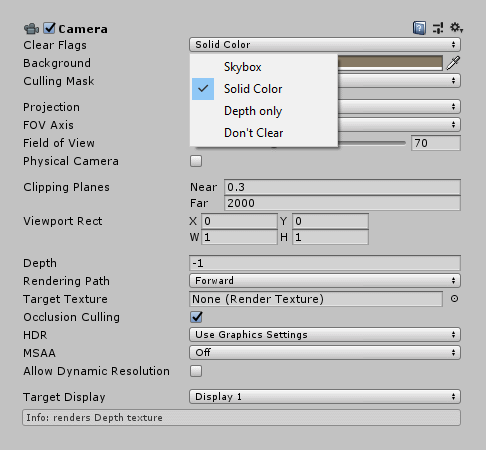 Camera
Clear Flags Solid Color
Background
Skybox
Culling Mask
Solid Color
Projection
Depth only
FOV Axis
Don't Clear
Field of View 70
Physical Camera
Clipping Planes Near 0.3
Far 2000
Viewport Rect X 0 Y 0
W 1 H 1
Depth -1
Rendering Path Forward
Target Texture None (Render Texture)
Occlusion Culling
HDR Use Graphics Settings
MSAA Off
Allow Dynamic Resolution
Target Display Display 1
Info: renders Depth texture